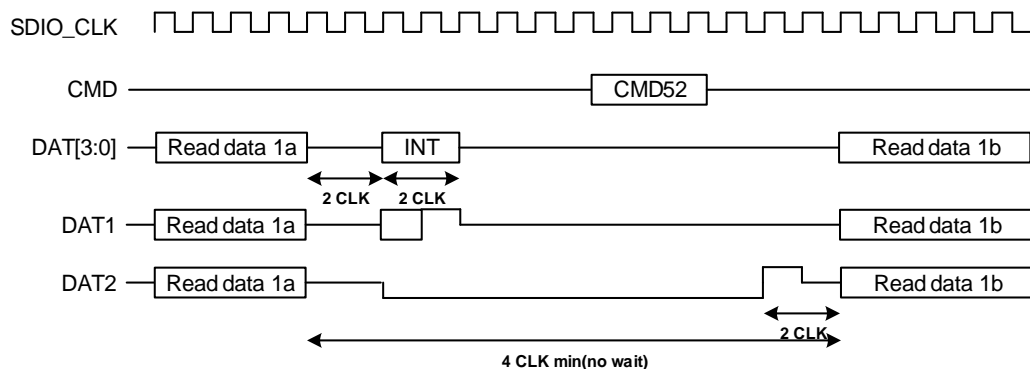 SDIO_CLK
CMD
CMD52
DAT[3:0]
Read data 1a
INT
Read data 1b
2 CLK
2 CLK
DAT1
Read data 1a
Read data 1b
DAT2
Read data 1a
Read data 1b
2 CLK
4 CLK min(no wait)